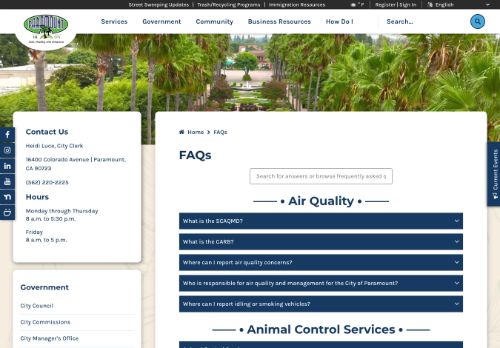 Street Sweeping Updates | Trash/Recycling Programs | Immigration Resources
° F
Register | Sign In
English
PARAMOUNT
Services
Government
Community
Business Resources
How Do I
Search...
Contact Us
Heidi Luce, City Clerk
16400 Colorado Avenue | Paramount,
CA 90723
(562) 220-2225
Hours
Monday through Thursday
8 a.m. to 5:30 p.m.
Friday
8 a.m. to 5 p.m.
Government
City Council
City Commissions
City Manager's Office
Home > FAQs
FAQs
Search for answers or browse frequently asked q
• Air Quality •
What is the SCAQMD?
What is the CARB?
Where can I report air quality concerns?
Who is responsible for air quality and management for the City of Paramount?
Where can I report idling or smoking vehicles?
• Animal Control Services •
Current Events